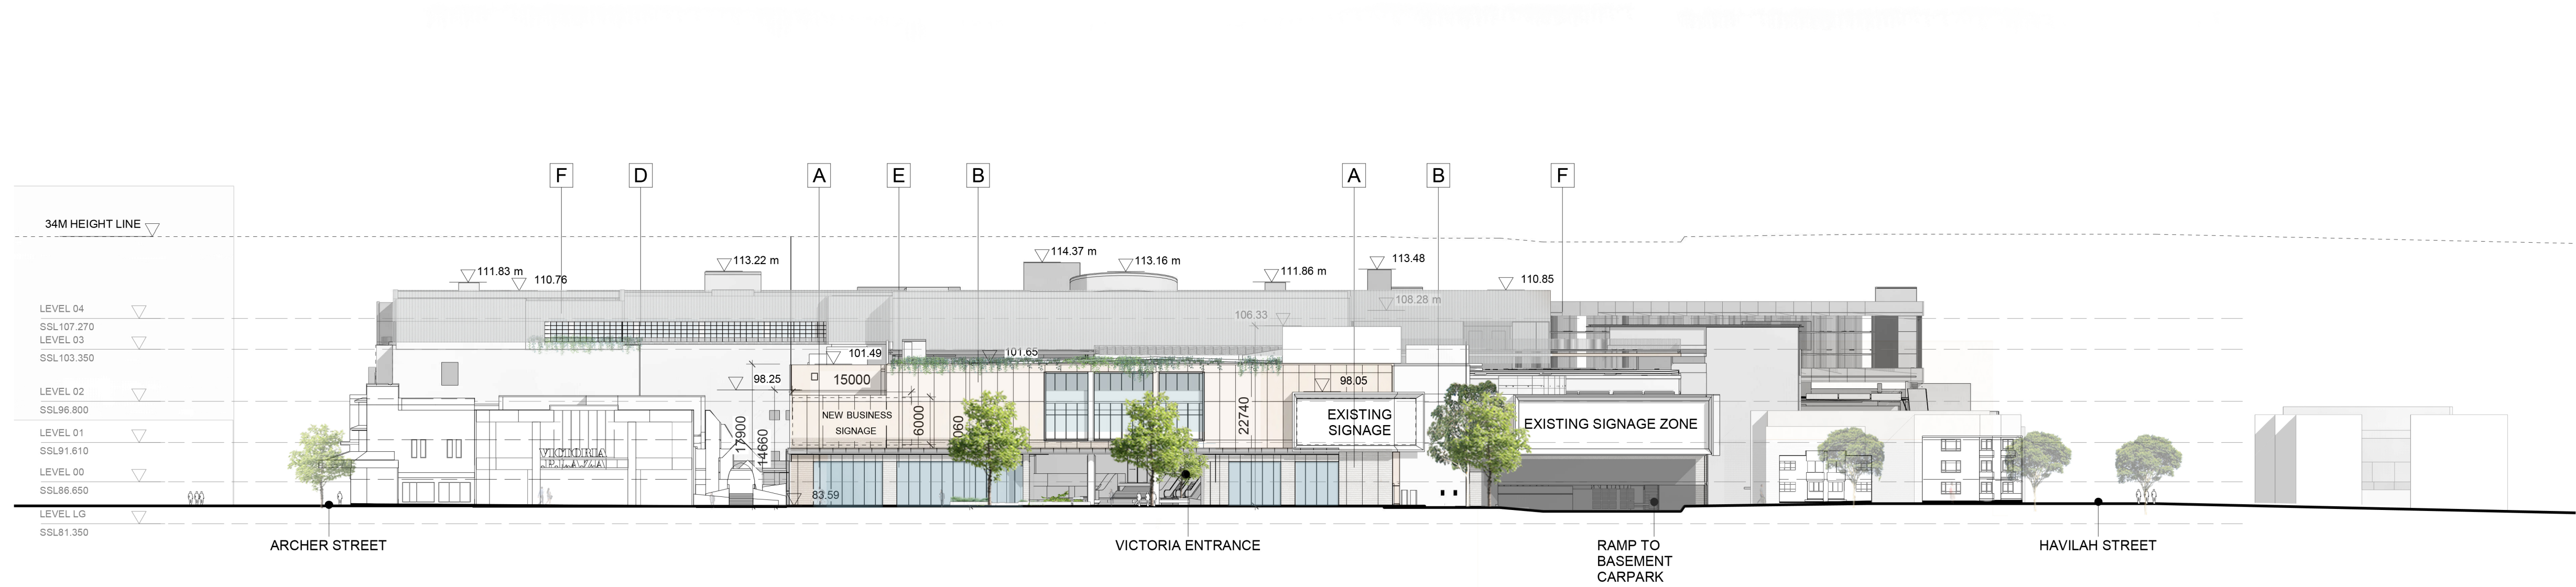 F
D
A
E
B
A
B
F
34M HEIGHT LINE
114.37 m
113.22 m
113.16 m
113.48
111.83 m
110.76
111.86 m
110.85
108.28 m
LEVEL 04
106.33
SSL107.270
LEVEL 03
101.49
101.65
SSL103.350
98.25
15000
98.05
LEVEL 02
SSL96.800
NEW BUSINESS
SIGNAGE
6000
22740
17900
14660
EXISTING
SIGNAGE
EXISTING SIGNAGE ZONE
LEVEL 01
SSL91.610
VICTORIA
PLAZA
LEVEL 00
SSL86.650
83.59
LEVEL LG
SSL81.350
ARCHER STREET
VICTORIA ENTRANCE
RAMP TO
BASEMENT
CARPARK
HAVILAH STREET